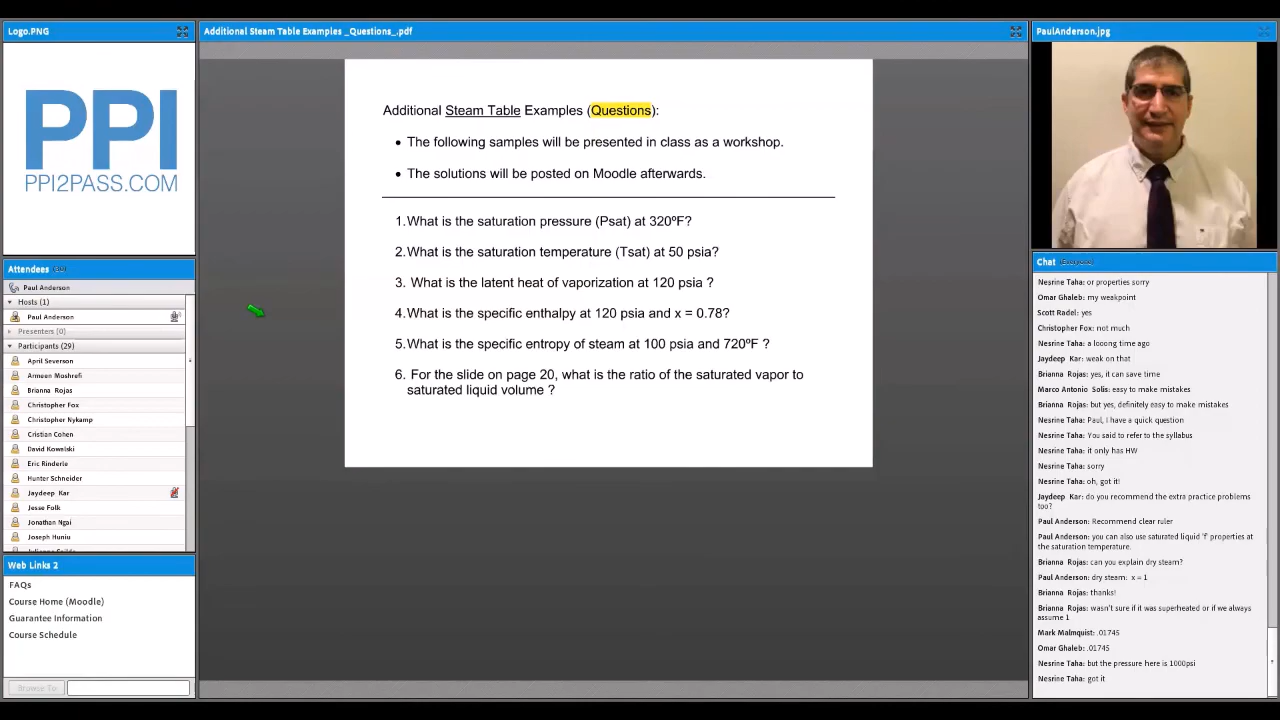 Logo.PNG
PPI
PPI2PASS.COM
Attendees (30)
Paul Anderson
Hosts (1)
Paul Anderson
Presenters (0)
Participants (29)
April Severson
Armeen Moshrefi
Brianna Rojas
Christopher Fox
Christopher Nykamp
Cristian Cohen
David Kowelski
Eric Rinderle
Hunter Schneider
Jaydeep Kar
Jesse Folk
Jonathan Ngai
Joseph Huniu
Web Links 2
FAQs
Course Home (Moodle)
Guarantee Information
Course Schedule
Browse To
Additional Steam Table Examples _Questions_.pdf
Additional Steam Table Examples (Questions):
• The following samples will be presented in class as a workshop.
• The solutions will be posted on Moodle afterwards.
1.What is the saturation pressure (Psat) at 320ºF?
2.What is the saturation temperature (Tsat) at 50 psia?
3. What is the latent heat of vaporization at 120 psia ?
4.What is the specific enthalpy at 120 psia and x = 0.78?
5.What is the specific entropy of steam at 100 psia and 720ºF ?
6. For the slide on page 20, what is the ratio of the saturated vapor to
saturated liquid volume ?
PaulAnderson.jpg
Chat (Everyone)
Nesrine Taha: or properties sorry
Omar Ghaleb: my weakpoint
Scott Radel: yes
Christopher Fox: not much
Nesrine Taha: a looong time ago
Jaydeep Kar: weak on that
Brianna Rojas: yes, it can save time
Marco Antonio Solis: easy to make mistakes
Brianna Rojas: but yes, definitely easy to make mistakes
Nesrine Taha: Paul, I have a quick question
Nesrine Taha: You said to refer to the syllabus
Nesrine Taha: it only has HW
Nesrine Taha: sorry
Nesrine Taha: oh, got it!
Jaydeep Kar: do you recommend the extra practice problems
too?
Paul Anderson: Recommend clear ruler
Paul Anderson: you can also use saturated liquid 'f' properties at
the saturation temperature.
Brianna Rojas: can you explain dry steam?
Paul Anderson: dry steam: x = 1
Brianna Rojas: thanks!
Brianna Rojas: wasn't sure if it was superheated or if we always
assume 1
Mark Malmquist: .01745
Omar Ghaleb: .01745
Nesrine Taha: but the pressure here is 1000psi
Nesrine Taha: got it